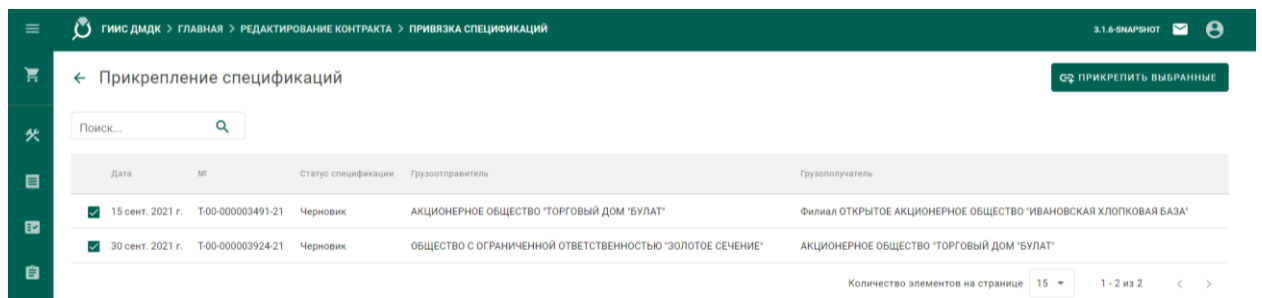 ГИИС ДМДК > ГЛАВНАЯ > РЕДАКТИРОВАНИЕ КОНТРАКТА > ПРИВЯЗКА СПЕЦИФИКАЦИЙ 3.1.6-SNAPSHOT
Прикрепление спецификаций ПРИКРЕПИТЬ ВЫБРАННЫЕ
Поиск...
Дата № Статус спецификации Грузоотправитель Грузополучатель
15 сент. 2021 г. Т-00-000003491-21 Черновик АКЦИОНЕРНОЕ ОБЩЕСТВО "ТОРГОВЫЙ ДОМ "БУЛАТ" Филиал ОТКРЫТОЕ АКЦИОНЕРНОЕ ОБЩЕСТВО "ИВАНОВСКАЯ ХЛОПКОВАЯ БАЗА"
30 сент. 2021 г. Т-00-000003924-21 Черновик ОБЩЕСТВО С ОГРАНИЧЕННОЙ ОТВЕТСТВЕННОСТЬЮ "ЗОЛОТОЕ СЕЧЕНИЕ" АКЦИОНЕРНОЕ ОБЩЕСТВО "ТОРГОВЫЙ ДОМ "БУЛАТ"
Количество элементов на странице 15 1 - 2 из 2